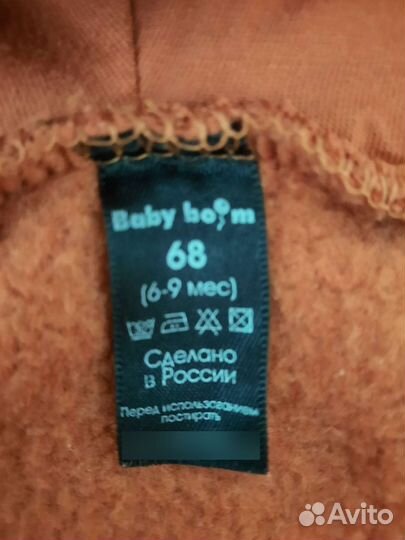 Baby boom
68
(6-9 мес)
Сделано
в России
Перед использованием
постирать
Avito